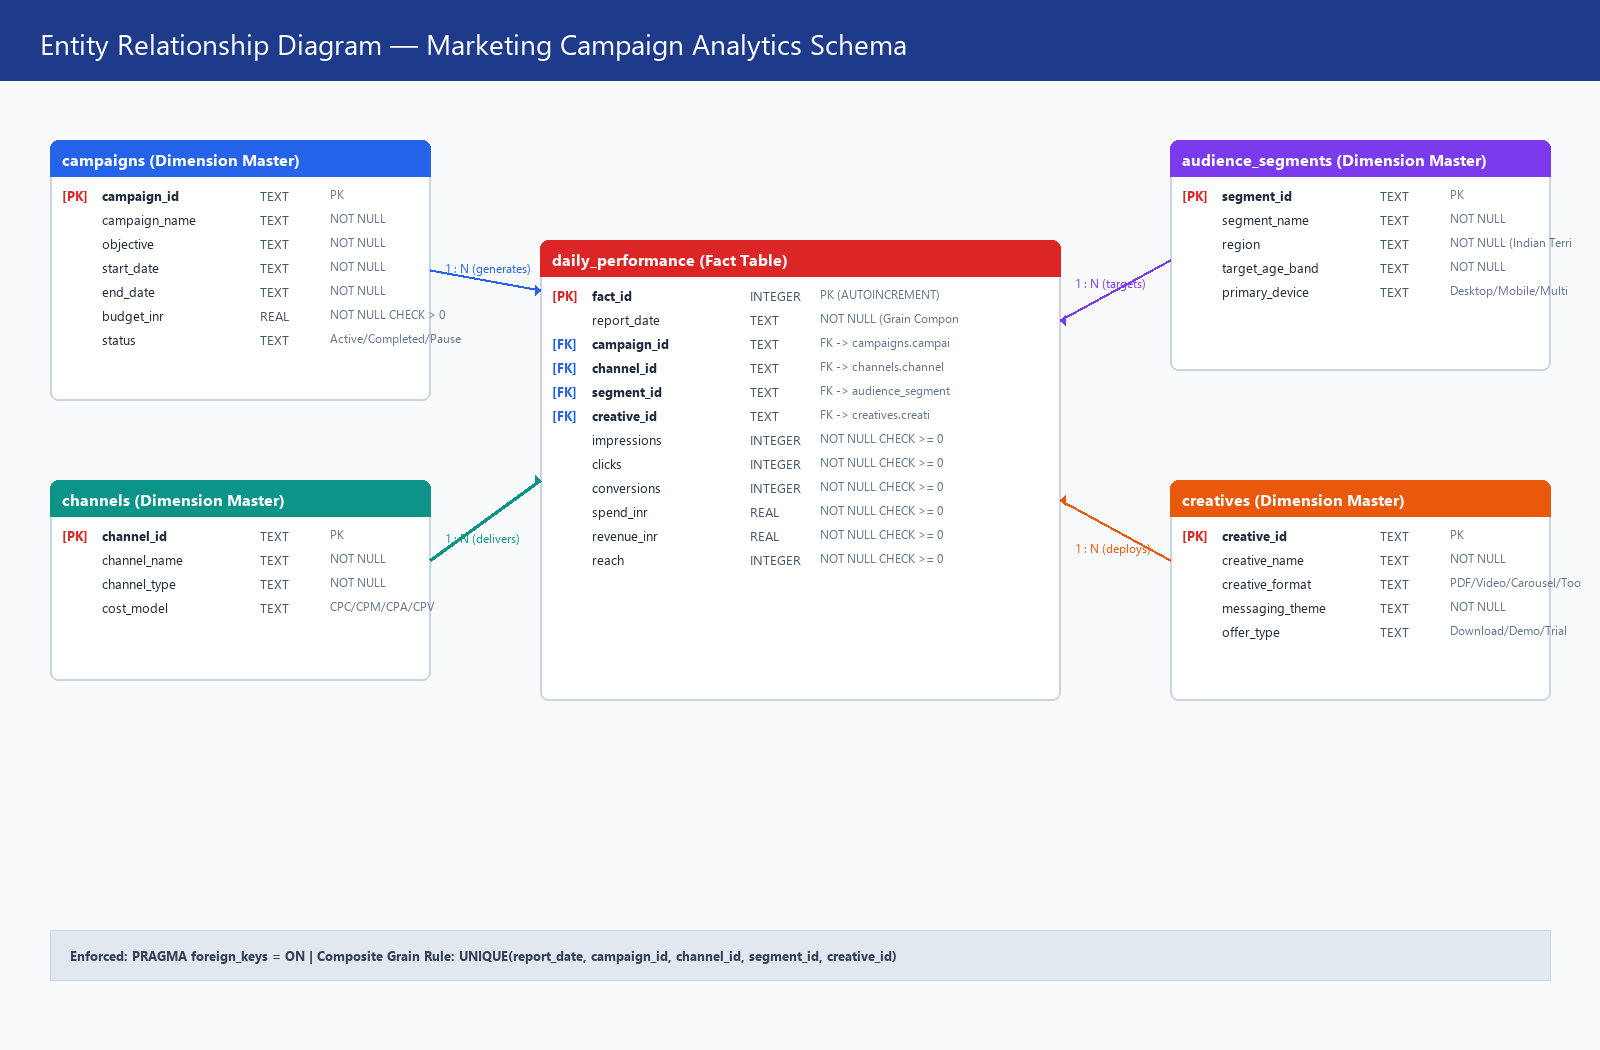 Entity Relationship Diagram — Marketing Campaign Analytics Schema
campaigns (Dimension Master)
[PK] campaign_id TEXT PK
campaign_name TEXT NOT NULL
objective TEXT NOT NULL
start_date TEXT NOT NULL
end_date TEXT NOT NULL
budget_inr REAL NOT NULL CHECK > 0
status TEXT Active/Completed/Pause
1 : N (generates)
channels (Dimension Master)
[PK] channel_id TEXT PK
channel_name TEXT NOT NULL
channel_type TEXT NOT NULL
cost_model TEXT CPC/CPM/CPA/CPV
1 : N (delivers)
daily_performance (Fact Table)
[PK] fact_id INTEGER PK (AUTOINCREMENT)
report_date TEXT NOT NULL (Grain Compon
[FK] campaign_id TEXT FK -> campaigns.campai
[FK] channel_id TEXT FK -> channels.channel
[FK] segment_id TEXT FK -> audience_segment
[FK] creative_id TEXT FK -> creatives.creati
impressions INTEGER NOT NULL CHECK >= 0
clicks INTEGER NOT NULL CHECK >= 0
conversions INTEGER NOT NULL CHECK >= 0
spend_inr REAL NOT NULL CHECK >= 0
revenue_inr REAL NOT NULL CHECK >= 0
reach INTEGER NOT NULL CHECK >= 0
1 : N (targets)
audience_segments (Dimension Master)
[PK] segment_id TEXT PK
segment_name TEXT NOT NULL
region TEXT NOT NULL (Indian Terri
target_age_band TEXT NOT NULL
primary_device TEXT Desktop/Mobile/Multi
1 : N (deploys)
creatives (Dimension Master)
[PK] creative_id TEXT PK
creative_name TEXT NOT NULL
creative_format TEXT PDF/Video/Carousel/Too
messaging_theme TEXT NOT NULL
offer_type TEXT Download/Demo/Trial
Enforced: PRAGMA foreign_keys = ON | Composite Grain Rule: UNIQUE(report_date, campaign_id, channel_id, segment_id, creative_id)